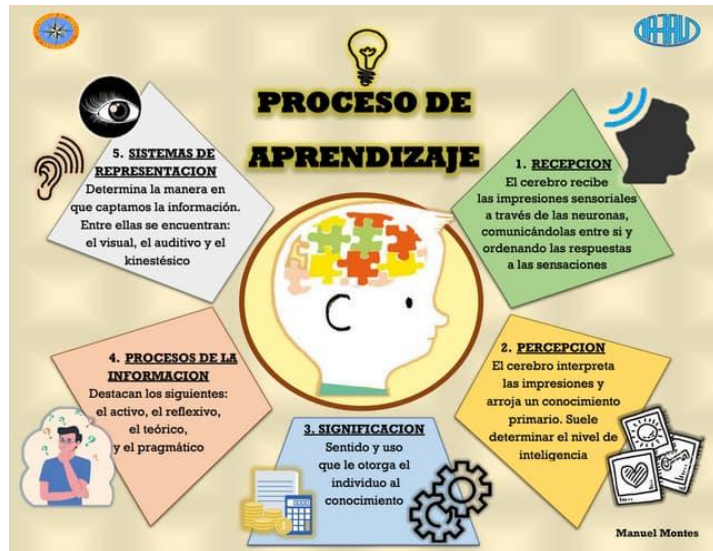 PROCESO DE
APRENDIZAJE
1. RECEPCION
El cerebro recibe
las impresiones sensoriales
a través de las neuronas,
comunicándolas entre si y
ordenando las respuestas
a las sensaciones
2. PERCEPCION
El cerebro interpreta
las impresiones y
arroja un conocimiento
primario. Suele
determinar el nivel de
inteligencia
3. SIGNIFICACION
Sentido y uso
que le otorga el
individuo al
conocimiento
4. PROCESOS DE LA
INFORMACION
Destacan los siguientes:
el activo, el reflexivo,
el teórico,
y el pragmático
5. SISTEMAS DE
REPRESENTACION
Determina la manera en
que captamos la información.
Entre ellas se encuentran:
el visual, el auditivo y el
kinestésico
Manuel Montes